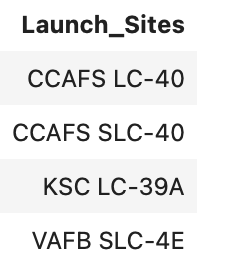 Launch_Sites
CCAFS LC-40
CCAFS SLC-40
KSC LC-39A
VAFB SLC-4E